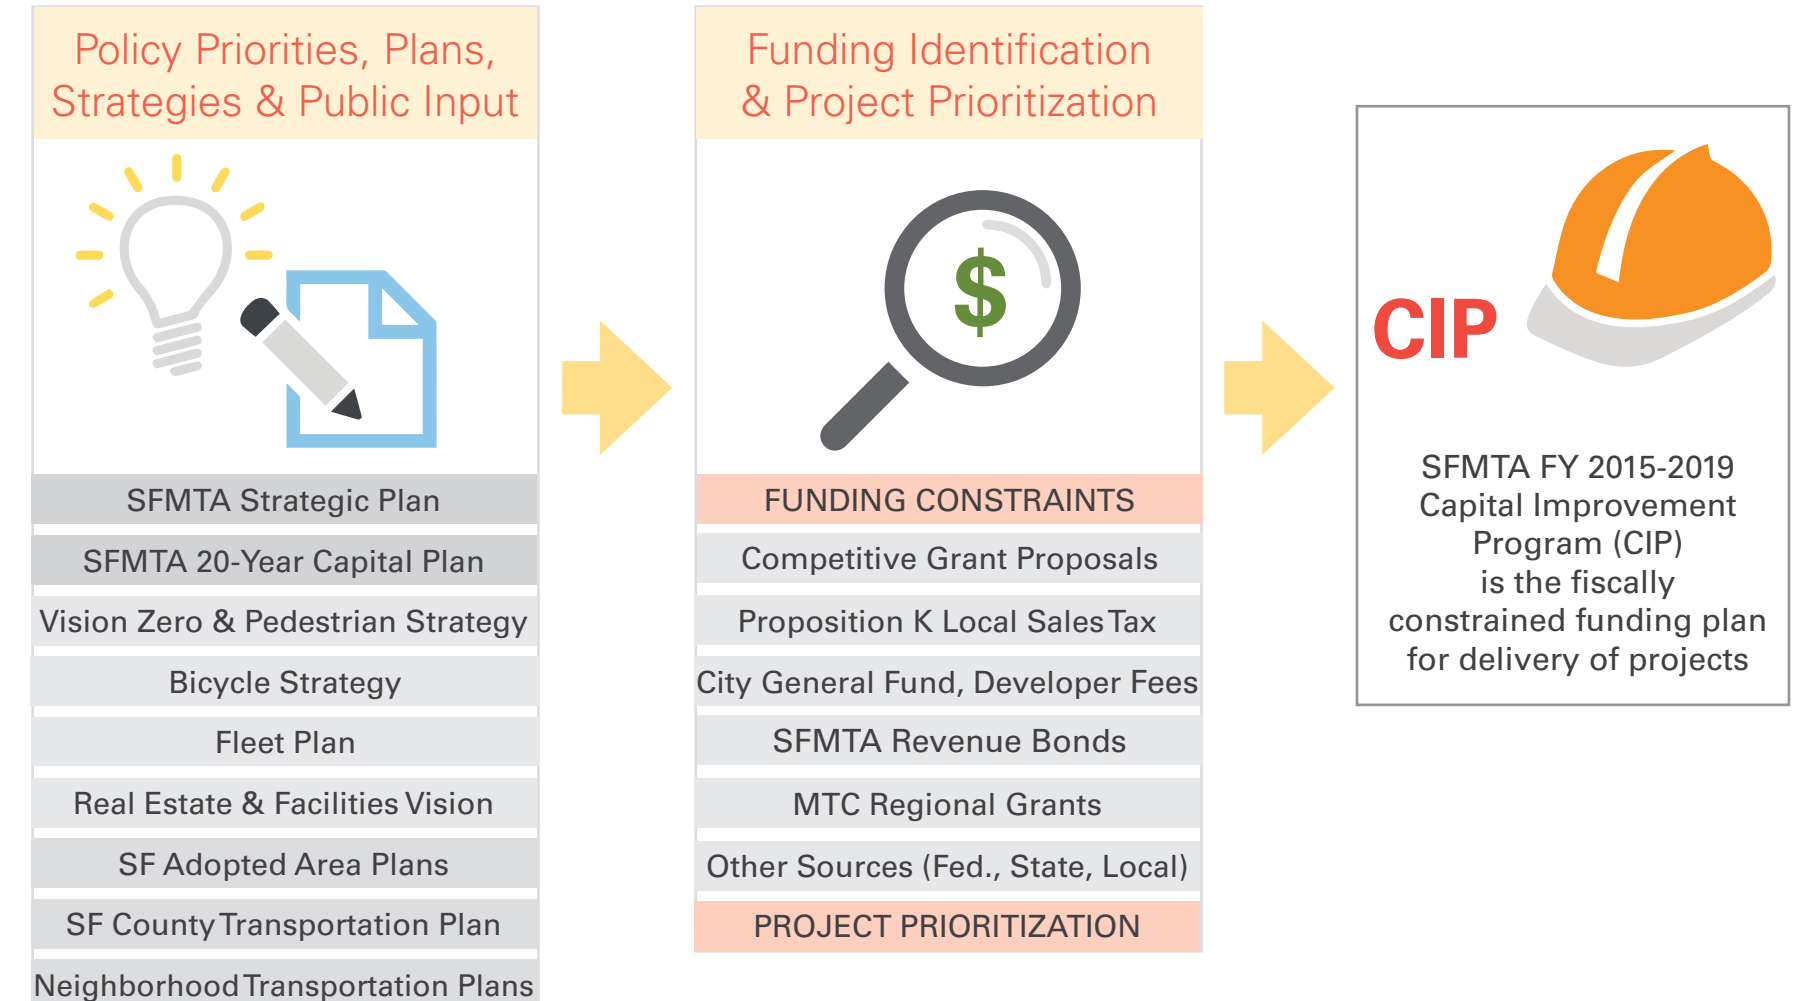 Policy Priorities, Plans,
Strategies & Public Input
SFMTA Strategic Plan
SFMTA 20-Year Capital Plan
Vision Zero & Pedestrian Strategy
Bicycle Strategy
Fleet Plan
Real Estate & Facilities Vision
SF Adopted Area Plans
SF County Transportation Plan
Neighborhood Transportation Plans
Funding Identification
& Project Prioritization
$
FUNDING CONSTRAINTS
Competitive Grant Proposals
Proposition K Local Sales Tax
City General Fund, Developer Fees
SFMTA Revenue Bonds
MTC Regional Grants
Other Sources (Fed., State, Local)
PROJECT PRIORITIZATION
CIP
SFMTA FY 2015-2019
Capital Improvement
Program (CIP)
is the fiscally
constrained funding plan
for delivery of projects